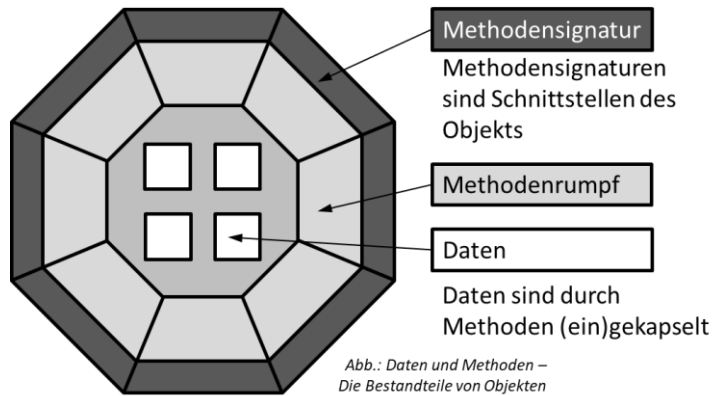 Methodensignatur
Methodensignaturen
sind Schnittstellen des
Objekts
Methodenrumpf
Daten
Daten sind durch
Methoden (ein)gekapselt
Abb.: Daten und Methoden –
Die Bestandteile von Objekten